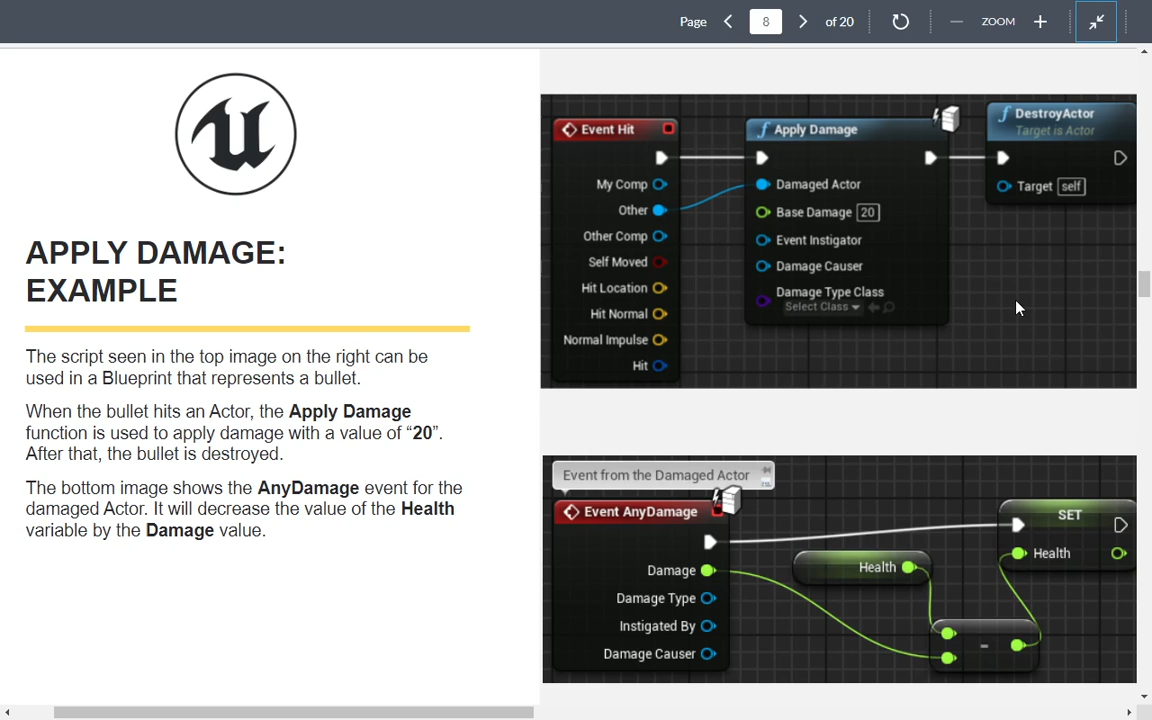 Page 8 of 20 ZOOM
APPLY DAMAGE:
EXAMPLE
The script seen in the top image on the right can be
used in a Blueprint that represents a bullet.
When the bullet hits an Actor, the Apply Damage
function is used to apply damage with a value of “20”.
After that, the bullet is destroyed.
The bottom image shows the AnyDamage event for the
damaged Actor. It will decrease the value of the Health
variable by the Damage value.
Event Hit
My Comp
Other
Other Comp
Self Moved
Hit Location
Hit Normal
Normal Impulse
Hit
Apply Damage
Damaged Actor
Base Damage 20
Event Instigator
Damage Causer
Damage Type Class
Select Class
DestroyActor
Target is Actor
Target self
Event from the Damaged Actor
Event AnyDamage
Damage
Damage Type
Instigated By
Damage Causer
Health
-
SET
Health